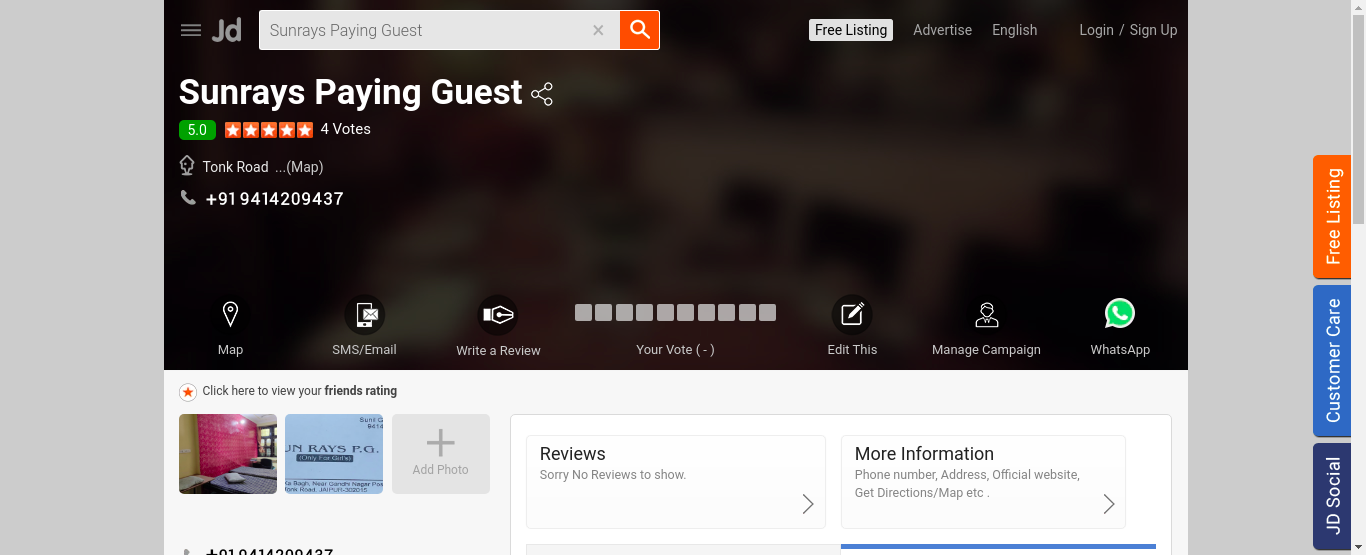 Jd
Sunrays Paying Guest
Free Listing
Advertise
English
Login / Sign Up
Sunrays Paying Guest
5.0
4 Votes
Tonk Road ...(Map)
+91 9414209437
Map
SMS/Email
Write a Review
Your Vote ( - )
Edit This
Manage Campaign
WhatsApp
Free Listing
Customer Care
JD Social
Click here to view your friends rating
Sunil G
9414
UN RAYS P.G.
(Only For Girl's)
Bagh, Near Gandhi Nagar
Tonk Road, JAIPUR-302015
Add Photo
Reviews
Sorry No Reviews to show.
More Information
Phone number, Address, Official website,
Get Directions/Map etc .
+91 9414209437